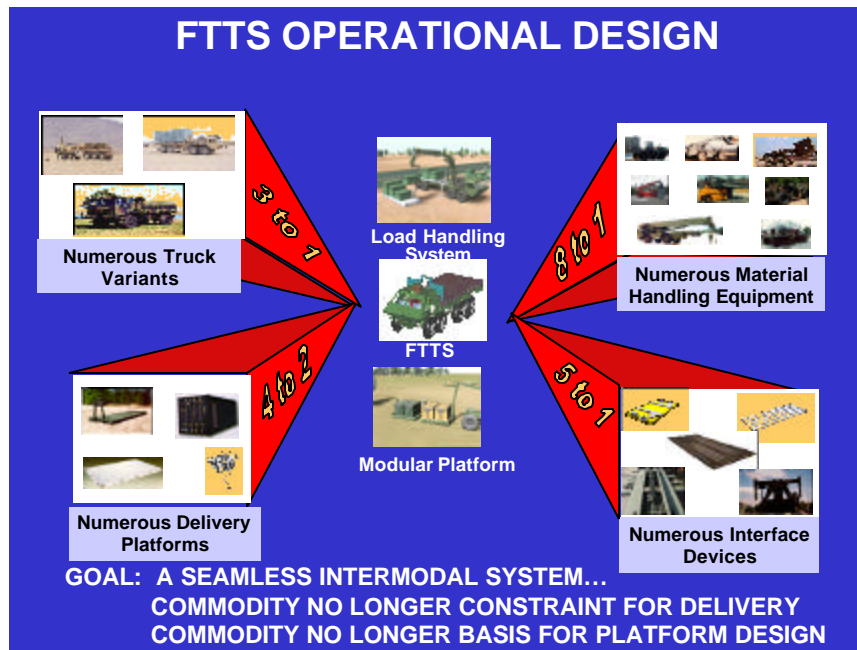 FTTS OPERATIONAL DESIGN
3 to 1
Numerous Truck
Variants
Load Handling
System
FTTS
Modular Platform
8 to 1
Numerous Material
Handling Equipment
4 to 2
Numerous Delivery
Platforms
5 to 1
Numerous Interface
Devices
GOAL: A SEAMLESS INTERMODAL SYSTEM…
COMMODITY NO LONGER CONSTRAINT FOR DELIVERY
COMMODITY NO LONGER BASIS FOR PLATFORM DESIGN